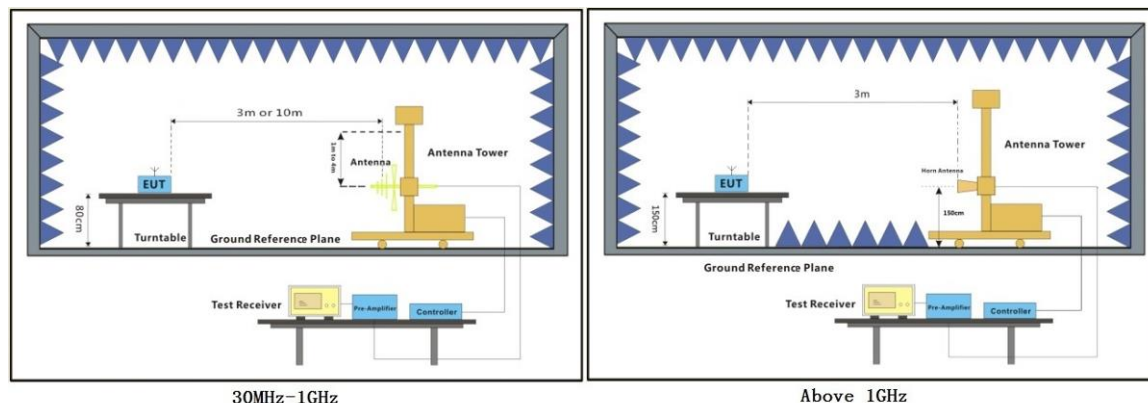 3m or 10m
1m to 4m
Antenna
Antenna Tower
EUT
80cm
Turntable
Ground Reference Plane
Test Receiver
Pre-Amplifier
Controller
30MHz-1GHz
3m
Antenna Tower
Horn Antenna
EUT
150cm
150cm
Turntable
Ground Reference Plane
Test Receiver
Pre-Amplifier
Controller
Above 1GHz